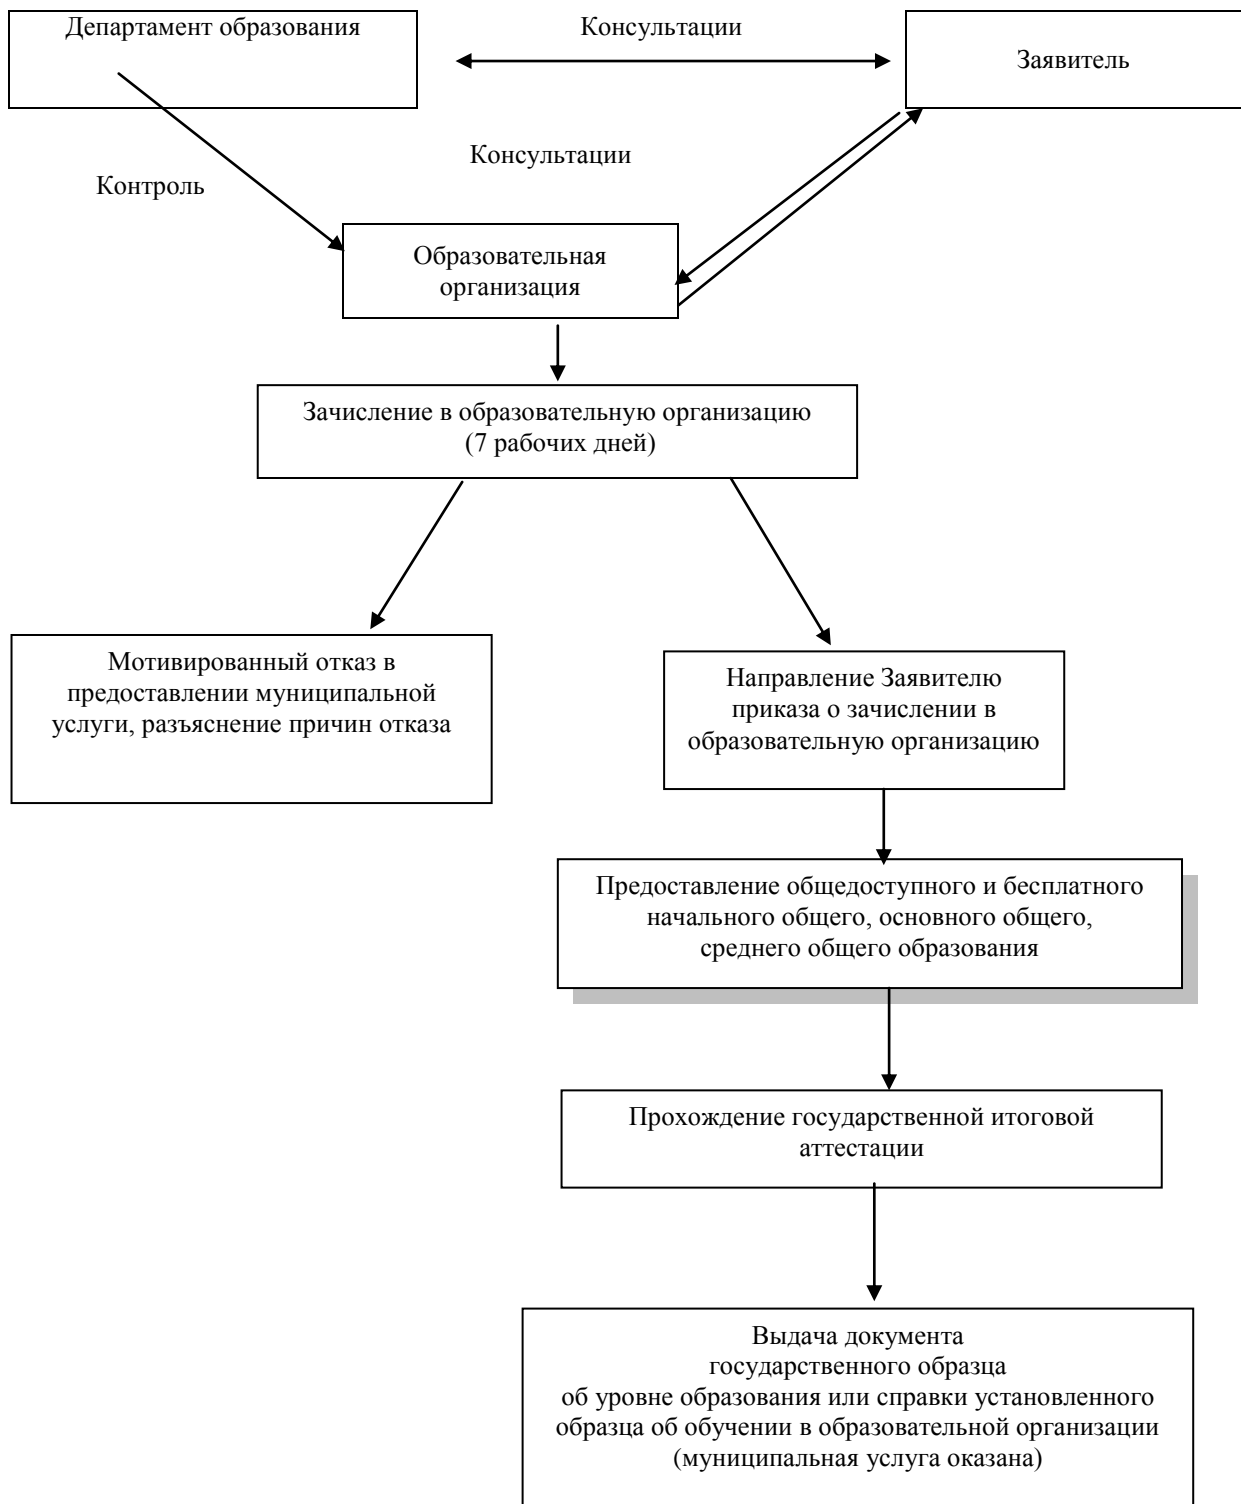 Департамент образования
Консультации
Заявитель
Консультации
Контроль
Образовательная
организация
Зачисление в образовательную организацию
(7 рабочих дней)
Мотивированный отказ в
предоставлении муниципальной
услуги, разъяснение причин отказа
Направление Заявителю
приказа о зачислении в
образовательную организацию
Предоставление общедоступного и бесплатного
начального общего, основного общего,
среднего общего образования
Прохождение государственной итоговой
аттестации
Выдача документа
государственного образца
об уровне образования или справки установленного
образца об обучении в образовательной организации
(муниципальная услуга оказана)